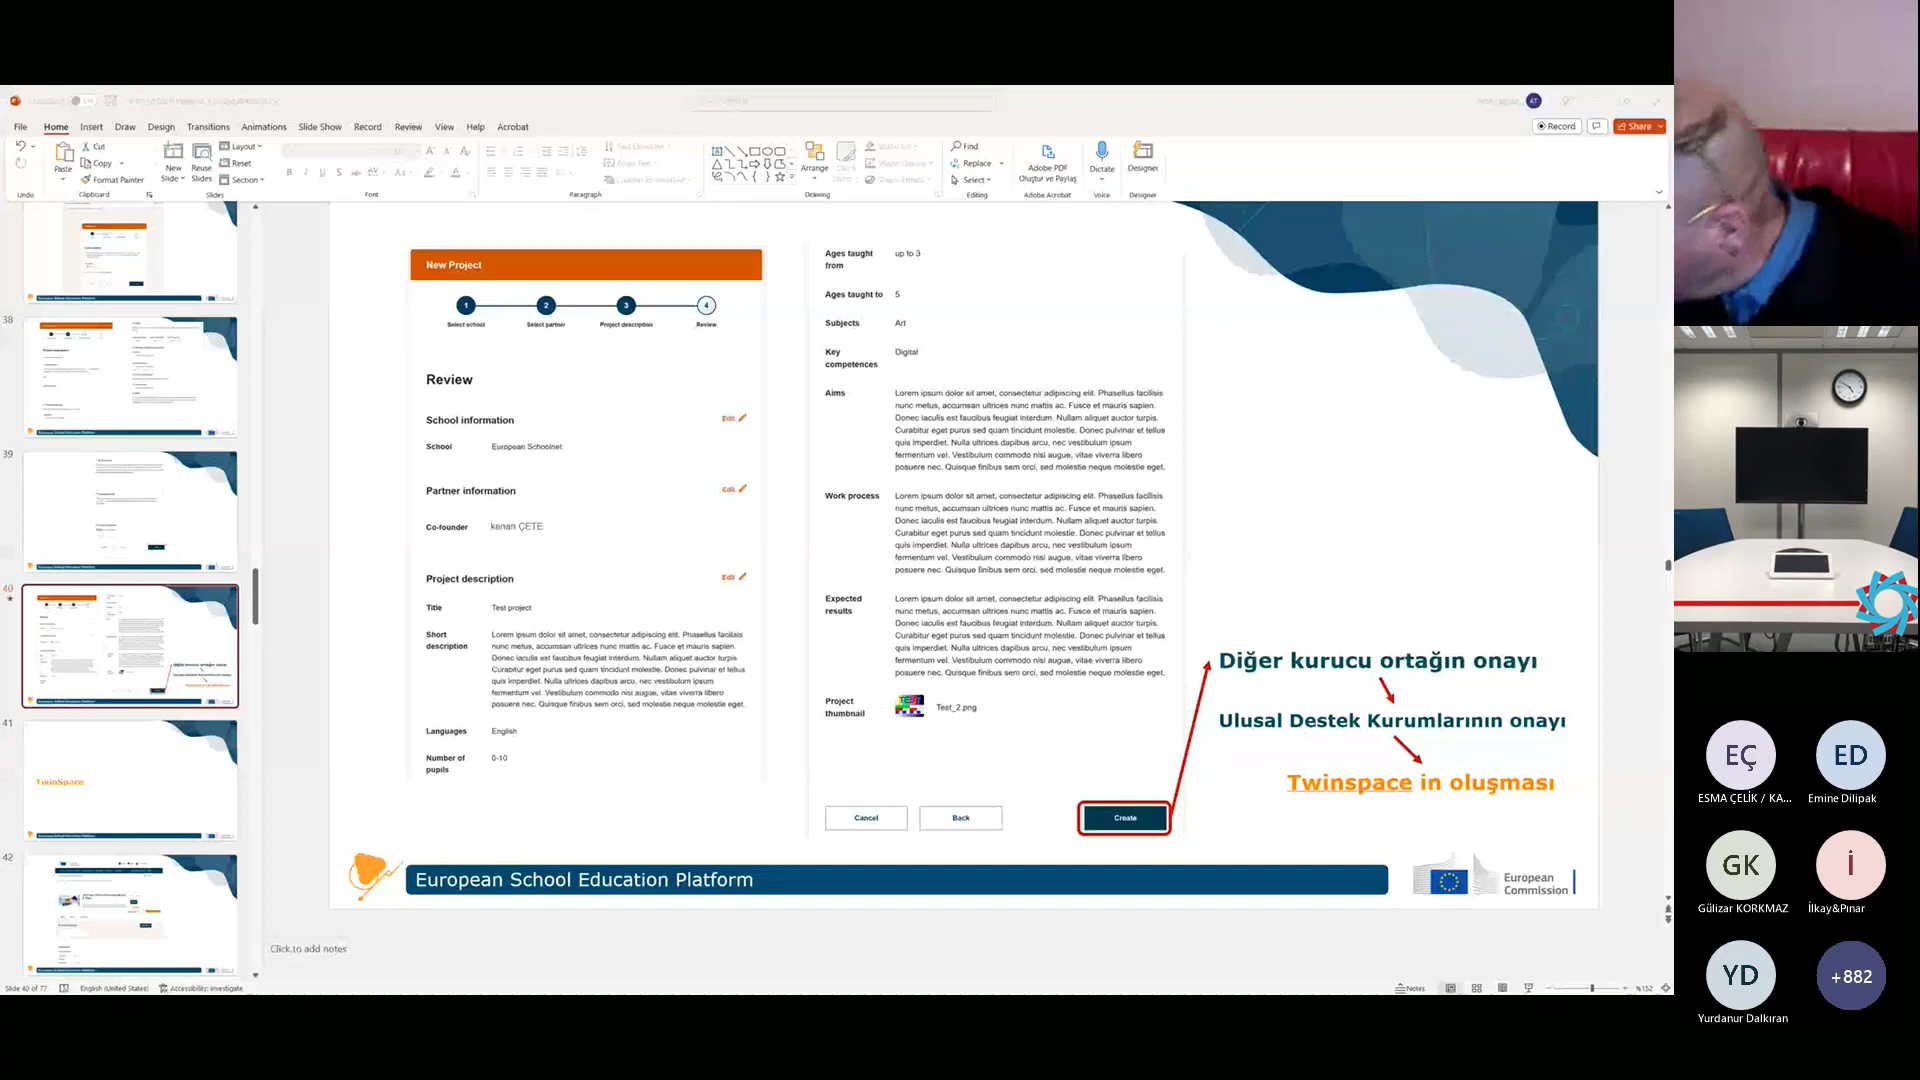 File Home Insert Draw Design Transitions Animations Slide Show Record Review View Help Acrobat
Record
Share
Undo
Paste
Cut
Copy
Format Painter
Clipboard
New Slide
Reuse Slides
Layout
Reset
Section
Slides
Font
Paragraph
Arrange
Drawing
Find
Replace
Select
Editing
Adobe PDF Oluştur ve Paylaş
Adobe Acrobat
Dictate
Voice
Designer
Designer
38
39
40
41
TwinSpace
42
New Project
1 2 3 4
Select school Select partner Project description Review
Review
School information Edit
School European Schoolnet
Partner information Edit
Co-founder kenan ÇETE
Project description Edit
Title Test project
Short description
Lorem ipsum dolor sit amet, consectetur adipiscing elit. Phasellus facilisis
nunc metus, accumsan ultrices nunc mattis ac. Fusce et mauris sapien.
Donec iaculis est faucibus feugiat interdum. Nullam aliquet auctor turpis.
Curabitur eget purus sed quam tincidunt molestie. Donec pulvinar et tellus
quis imperdiet. Nulla ultrices dapibus arcu, nec vestibulum ipsum
fermentum vel. Vestibulum commodo nisi augue, vitae viverra libero
posuere nec. Quisque finibus sem orci, sed molestie neque molestie eget.
Languages English
Number of pupils 0-10
Ages taught from up to 3
Ages taught to 5
Subjects Art
Key competences Digital
Aims
Lorem ipsum dolor sit amet, consectetur adipiscing elit. Phasellus facilisis
nunc metus, accumsan ultrices nunc mattis ac. Fusce et mauris sapien.
Donec iaculis est faucibus feugiat interdum. Nullam aliquet auctor turpis.
Curabitur eget purus sed quam tincidunt molestie. Donec pulvinar et tellus
quis imperdiet. Nulla ultrices dapibus arcu, nec vestibulum ipsum
fermentum vel. Vestibulum commodo nisi augue, vitae viverra libero
posuere nec. Quisque finibus sem orci, sed molestie neque molestie eget.
Work process
Lorem ipsum dolor sit amet, consectetur adipiscing elit. Phasellus facilisis
nunc metus, accumsan ultrices nunc mattis ac. Fusce et mauris sapien.
Donec iaculis est faucibus feugiat interdum. Nullam aliquet auctor turpis.
Curabitur eget purus sed quam tincidunt molestie. Donec pulvinar et tellus
quis imperdiet. Nulla ultrices dapibus arcu, nec vestibulum ipsum
fermentum vel. Vestibulum commodo nisi augue, vitae viverra libero
posuere nec. Quisque finibus sem orci, sed molestie neque molestie eget.
Expected results
Lorem ipsum dolor sit amet, consectetur adipiscing elit. Phasellus facilisis
nunc metus, accumsan ultrices nunc mattis ac. Fusce et mauris sapien.
Donec iaculis est faucibus feugiat interdum. Nullam aliquet auctor turpis.
Curabitur eget purus sed quam tincidunt molestie. Donec pulvinar et tellus
quis imperdiet. Nulla ultrices dapibus arcu, nec vestibulum ipsum
fermentum vel. Vestibulum commodo nisi augue, vitae viverra libero
posuere nec. Quisque finibus sem orci, sed molestie neque molestie eget.
Project thumbnail
TEST
Test_2.png
Cancel Back Create
Diğer kurucu ortağın onayı
Ulusal Destek Kurumlarının onayı
Twinspace in oluşması
European School Education Platform
European Commission
Click to add notes
Slide 40 of 77
English (United States)
Accessibility: Investigate
Notes
%152
AT
EÇ
ESMA ÇELİK / KA...
ED
Emine Dilipak
GK
Gülizar KORKMAZ
İ
İlkay&Pınar
YD
Yurdanur Dalkıran
+882